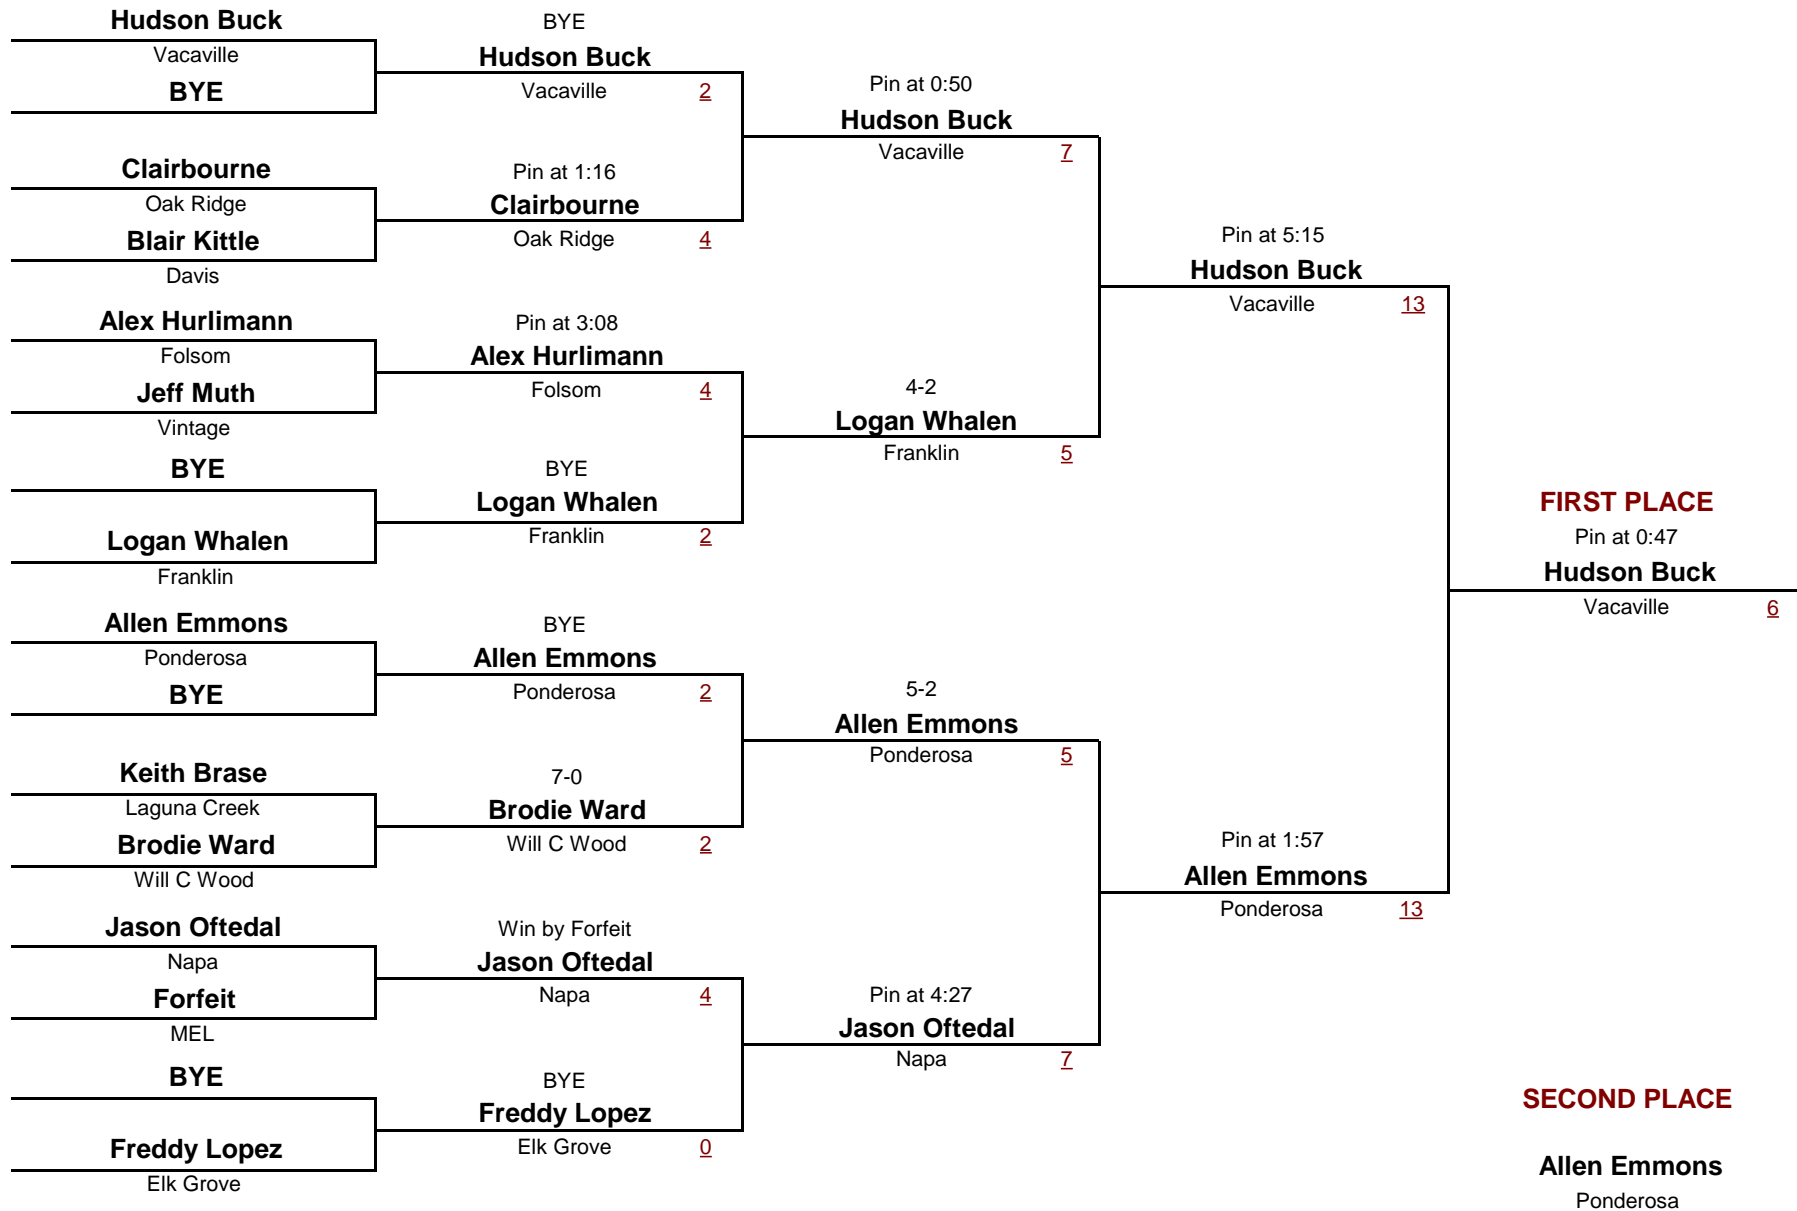 Hudson Buck
Vacaville
BYE
Clairbourne
Oak Ridge
Blair Kittle
Davis
Alex Hurlimann
Folsom
Jeff Muth
Vintage
BYE
Logan Whalen
Franklin
Allen Emmons
Ponderosa
BYE
Keith Brase
Laguna Creek
Brodie Ward
Will C Wood
Jason Oftedal
Napa
Forfeit
MEL
BYE
Freddy Lopez
Elk Grove
BYE
Hudson Buck
Vacaville 2
Pin at 1:16
Clairbourne
Oak Ridge 4
Pin at 3:08
Alex Hurlimann
Folsom 4
BYE
Logan Whalen
Franklin 2
BYE
Allen Emmons
Ponderosa 2
7-0
Brodie Ward
Will C Wood 2
Win by Forfeit
Jason Oftedal
Napa 4
BYE
Freddy Lopez
Elk Grove 0
Pin at 0:50
Hudson Buck
Vacaville 7
4-2
Logan Whalen
Franklin 5
5-2
Allen Emmons
Ponderosa 5
Pin at 4:27
Jason Oftedal
Napa 7
Pin at 5:15
Hudson Buck
Vacaville 13
Pin at 1:57
Allen Emmons
Ponderosa 13
FIRST PLACE
Pin at 0:47
Hudson Buck
Vacaville 6
SECOND PLACE
Allen Emmons
Ponderosa